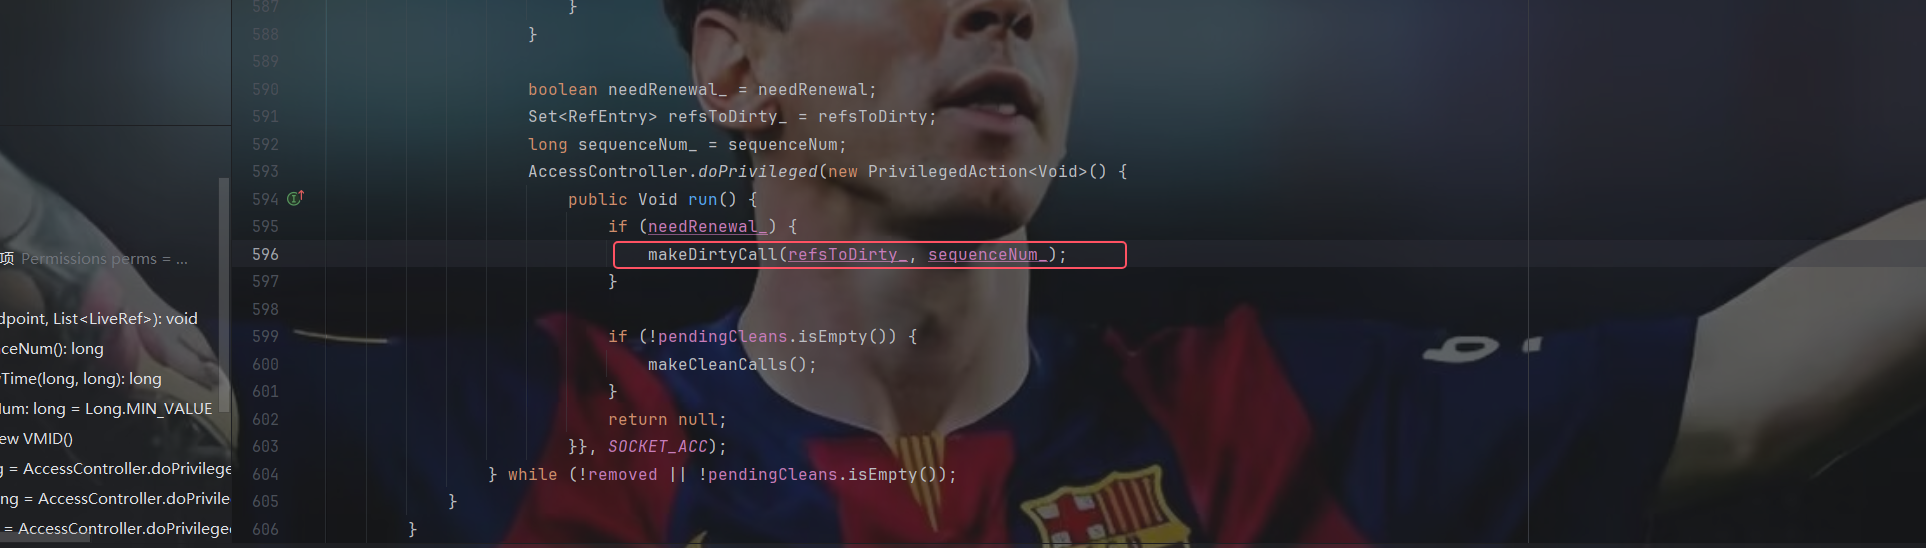 587 }
588 }
589
590 boolean needRenewal_ = needRenewal;
591 Set<RefEntry> refsToDirty_ = refsToDirty;
592 long sequenceNum_ = sequenceNum;
593 AccessController.doPrivileged(new PrivilegedAction<Void>() {
594 public Void run() {
595 if (needRenewal_) {
596 makeDirtyCall(refsToDirty_, sequenceNum_);
597 }
598
599 if (!pendingCleans.isEmpty()) {
600 makeCleanCalls();
601 }
602 return null;
603 }}, SOCKET_ACC);
604 } while (!removed || !pendingCleans.isEmpty());
605 }
606 }
项 Permissions perms = ...
dpoint, List<LiveRef>): void
ceNum(): long
Time(long, long): long
um: long = Long.MIN_VALUE
ew VMID()
g = AccessController.doPrivilege
ng = AccessController.doPrivile
= AccessController.doPrivileged